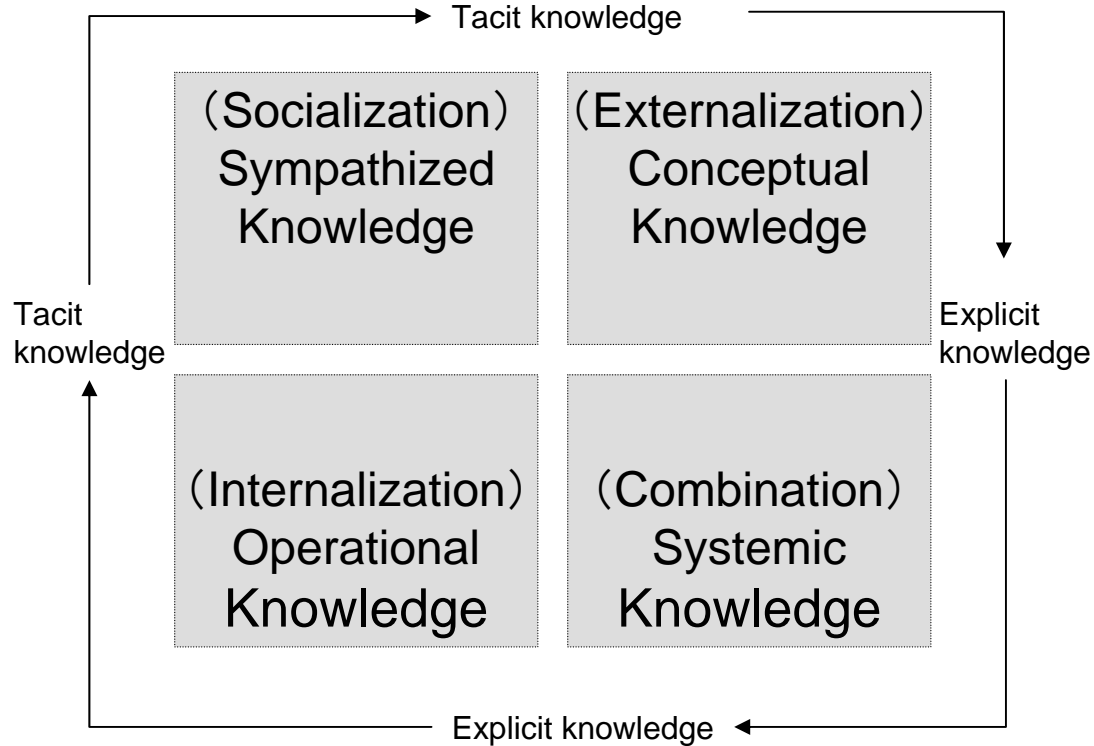 Tacit knowledge
（Socialization）
Sympathized
Knowledge
（Externalization）
Conceptual
Knowledge
Tacit
knowledge
Explicit
knowledge
（Internalization）
Operational
Knowledge
（Combination）
Systemic
Knowledge
Explicit knowledge